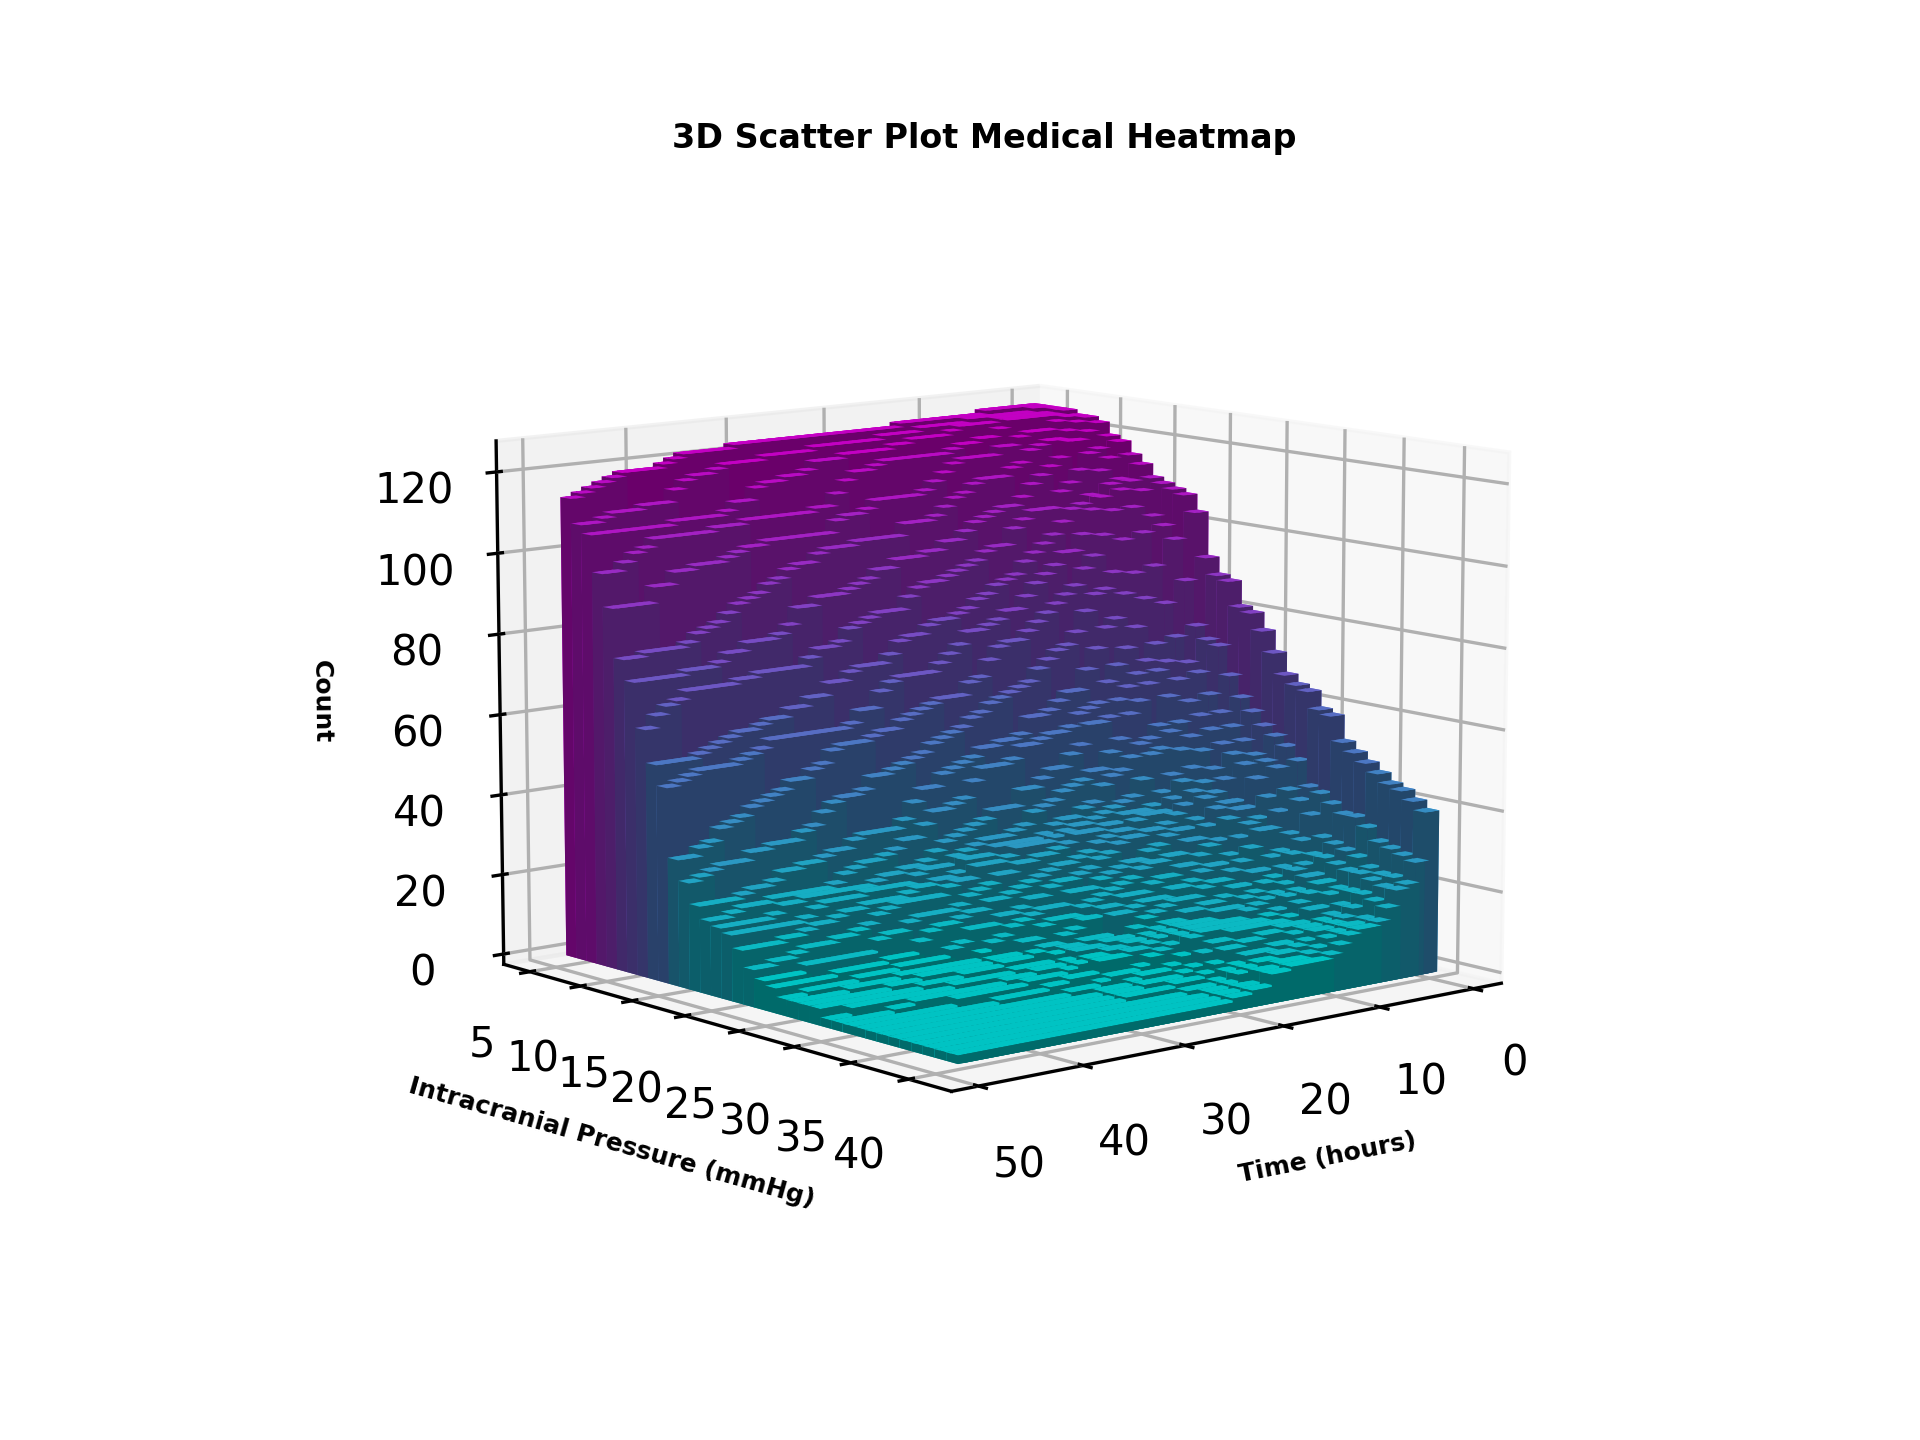 3D Scatter Plot Medical Heatmap
120
100
80
60
40
20
0
Count
5 10 15 20 25 30 35 40
Intracranial Pressure (mmHg)
50 40 30 20 10 0
Time (hours)